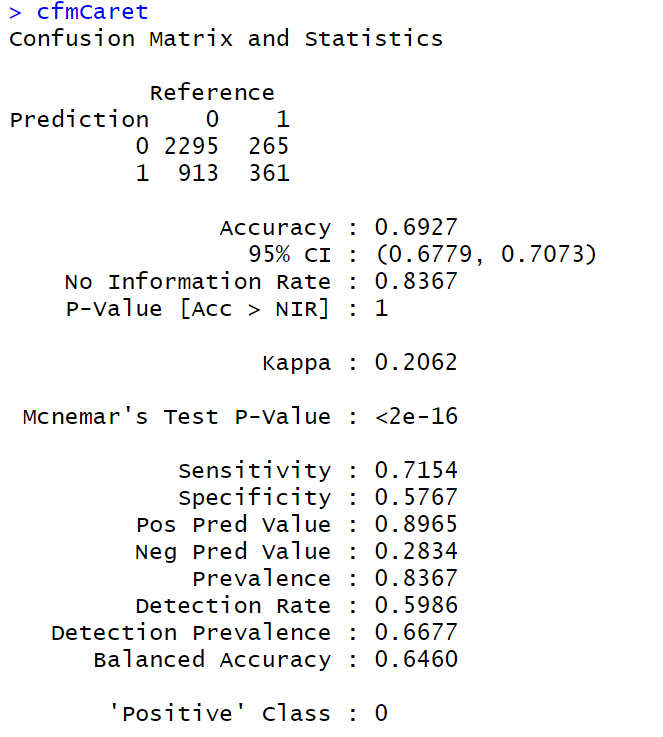 > cfmCaret
Confusion Matrix and Statistics

          Reference
Prediction    0    1
         0 2295  265
         1  913  361

               Accuracy : 0.6927
                 95% CI : (0.6779, 0.7073)
    No Information Rate : 0.8367
    P-Value [Acc > NIR] : 1

                  Kappa : 0.2062

 Mcnemar's Test P-Value : <2e-16

            Sensitivity : 0.7154
            Specificity : 0.5767
         Pos Pred Value : 0.8965
         Neg Pred Value : 0.2834
             Prevalence : 0.8367
         Detection Rate : 0.5986
   Detection Prevalence : 0.6677
      Balanced Accuracy : 0.6460

       'Positive' Class : 0